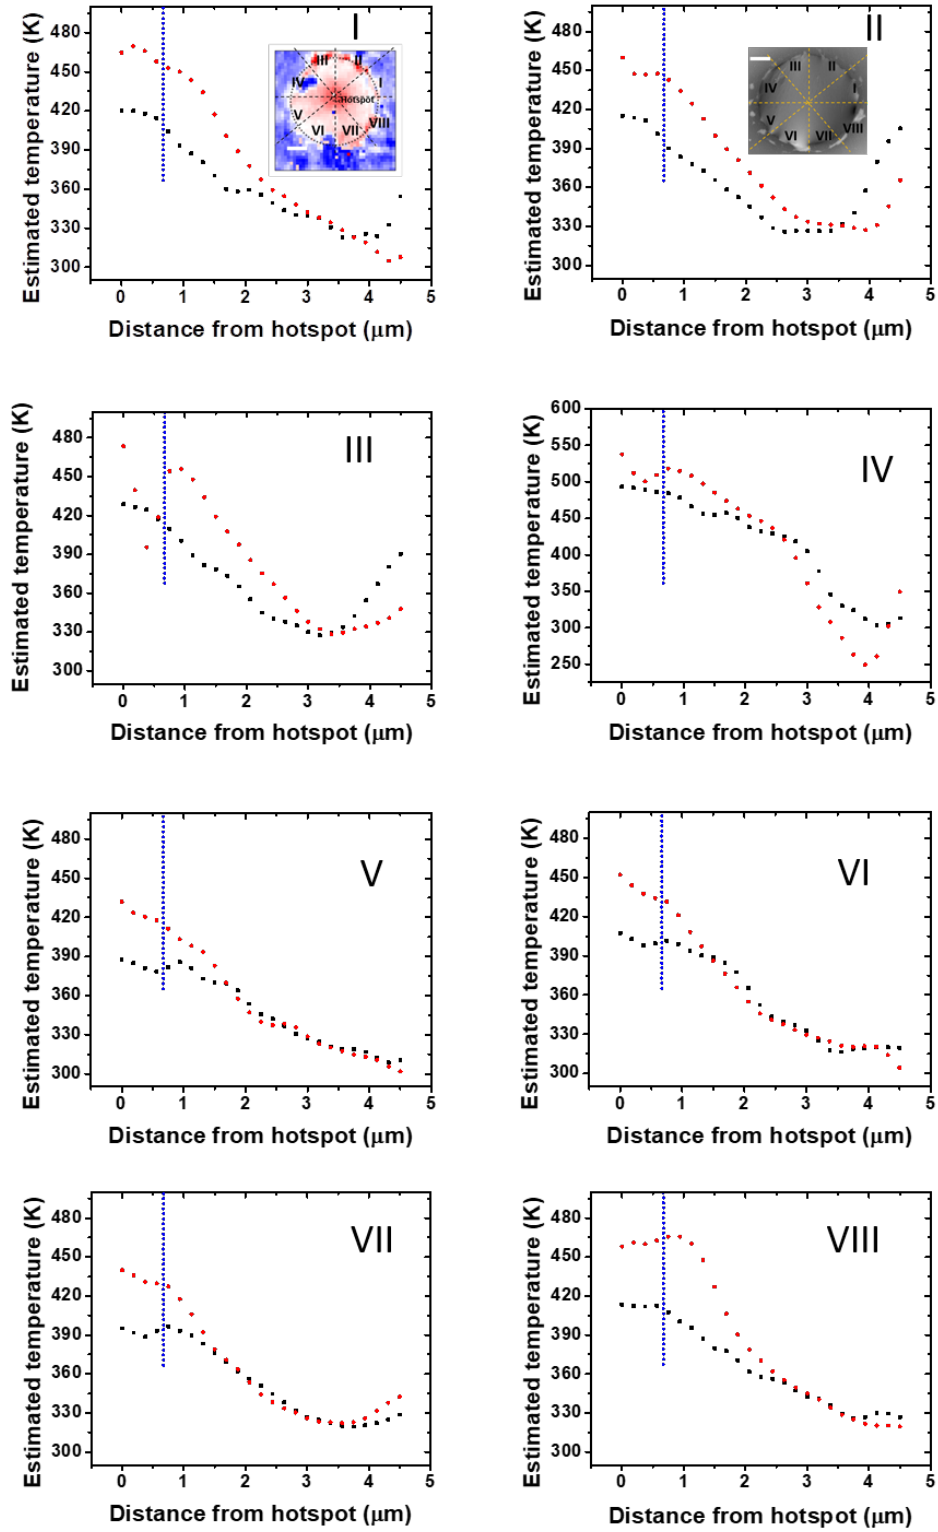 I
Estimated temperature (K)
480
450
420
390
360
330
300
III
II
IV
I
Hotspot
V
VI
VII
VIII
0 1 2 3 4 5
Distance from hotspot (μm)
II
Estimated temperature (K)
480
450
420
390
360
330
300
III
II
IV
I
V
VI
VII
VIII
0 1 2 3 4 5
Distance from hotspot (μm)
III
Estimated temperature (K)
480
450
420
390
360
330
300
0 1 2 3 4 5
Distance from hotspot (μm)
IV
Estimated temperature (K)
600
550
500
450
400
350
300
250
0 1 2 3 4 5
Distance from hotspot (μm)
V
Estimated temperature (K)
480
450
420
390
360
330
300
0 1 2 3 4 5
Distance from hotspot (μm)
VI
Estimated temperature (K)
480
450
420
390
360
330
300
0 1 2 3 4 5
Distance from hotspot (μm)
VII
Estimated temperature (K)
480
450
420
390
360
330
300
0 1 2 3 4 5
Distance from hotspot (μm)
VIII
Estimated temperature (K)
480
450
420
390
360
330
300
0 1 2 3 4 5
Distance from hotspot (μm)